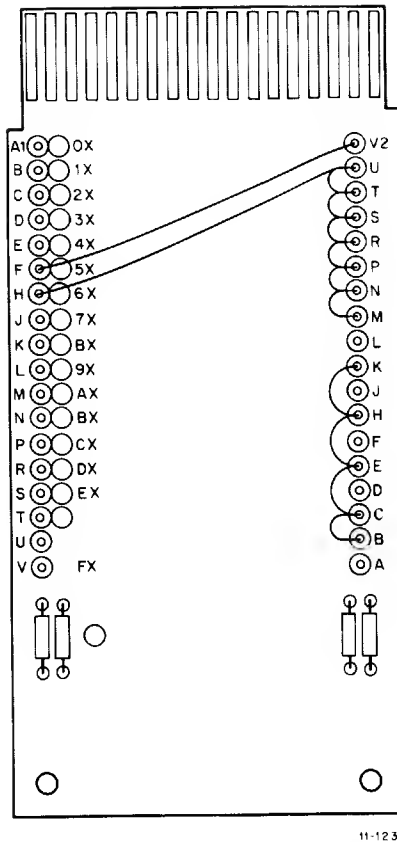 A1 0X V2
B 1X U
C 2X T
D 3X S
E 4X R
F 5X P
H 6X N
J 7X M
K BX L
L 9X K
M AX J
N BX H
P CX F
R DX E
S EX D
T C
U B
V FX A
11-123